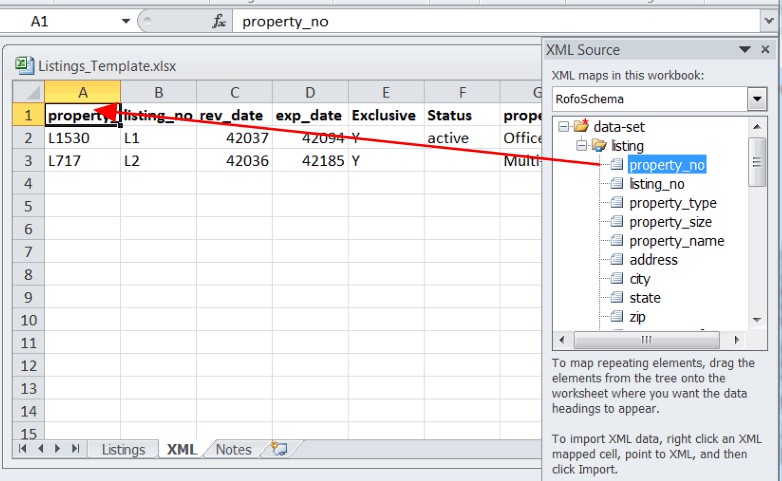 A1 fx property_no
Listings_Template.xlsx
A B C D E F G
1 property_ listing_no rev_date exp_date Exclusive Status prope
2 L1530 L1 42037 42094 Y active Office
3 L717 L2 42036 42185 Y Multi
4
5
6
7
8
9
10
11
12
13
14
15
Listings XML Notes
XML Source
XML maps in this workbook:
RofoSchema
data-set
listing
property_no
listing_no
property_type
property_size
property_name
address
city
state
zip
To map repeating elements, drag the
elements from the tree onto the
worksheet where you want the data
headings to appear.
To import XML data, right click an XML
mapped cell, point to XML, and then
click Import.